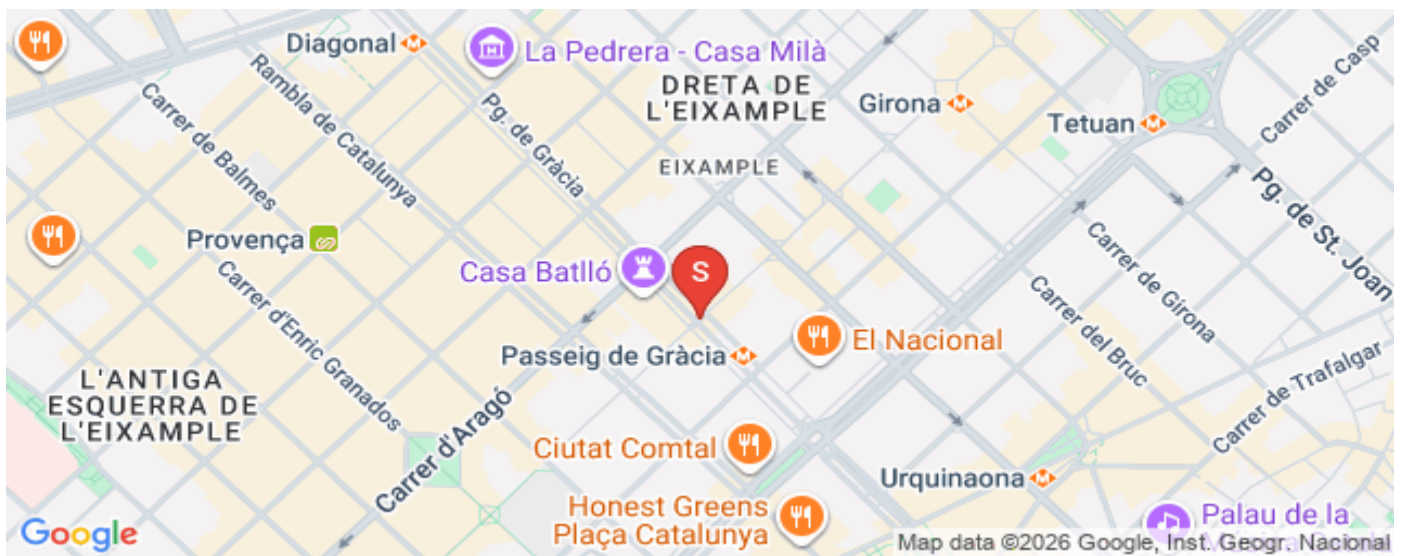 Diagonal
La Pedrera - Casa Milà
DRETA DE
L'EIXAMPLE
Girona
Tetuan
Carrer de Casp
Rambla de Catalunya
Carrer de Balmes
Pg. de Gràcia
EIXAMPLE
Pg. de St. Joan
Provença
Casa Batlló
S
Carrer de Girona
Carrer d'Enric Granados
Carrer del Bruc
Passeig de Gràcia
El Nacional
L'ANTIGA
ESQUERRA DE
L'EIXAMPLE
Carrer d'Aragó
Carrer de Trafalgar
Ciutat Comtal
Urquinaona
Honest Greens
Plaça Catalunya
Palau de la
Google
Map data ©2026 Google, Inst. Geogr. Nacional